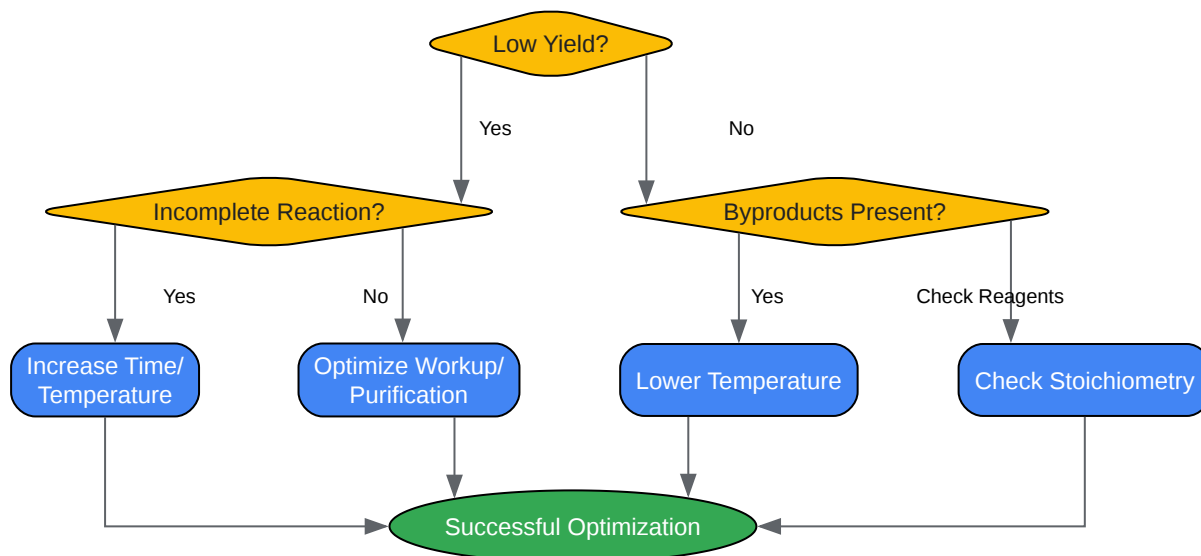 Low Yield?
Yes
No
Incomplete Reaction?
Byproducts Present?
Yes
No
Yes
Check Reagents
Increase Time/
Temperature
Optimize Workup/
Purification
Lower Temperature
Check Stoichiometry
Successful Optimization